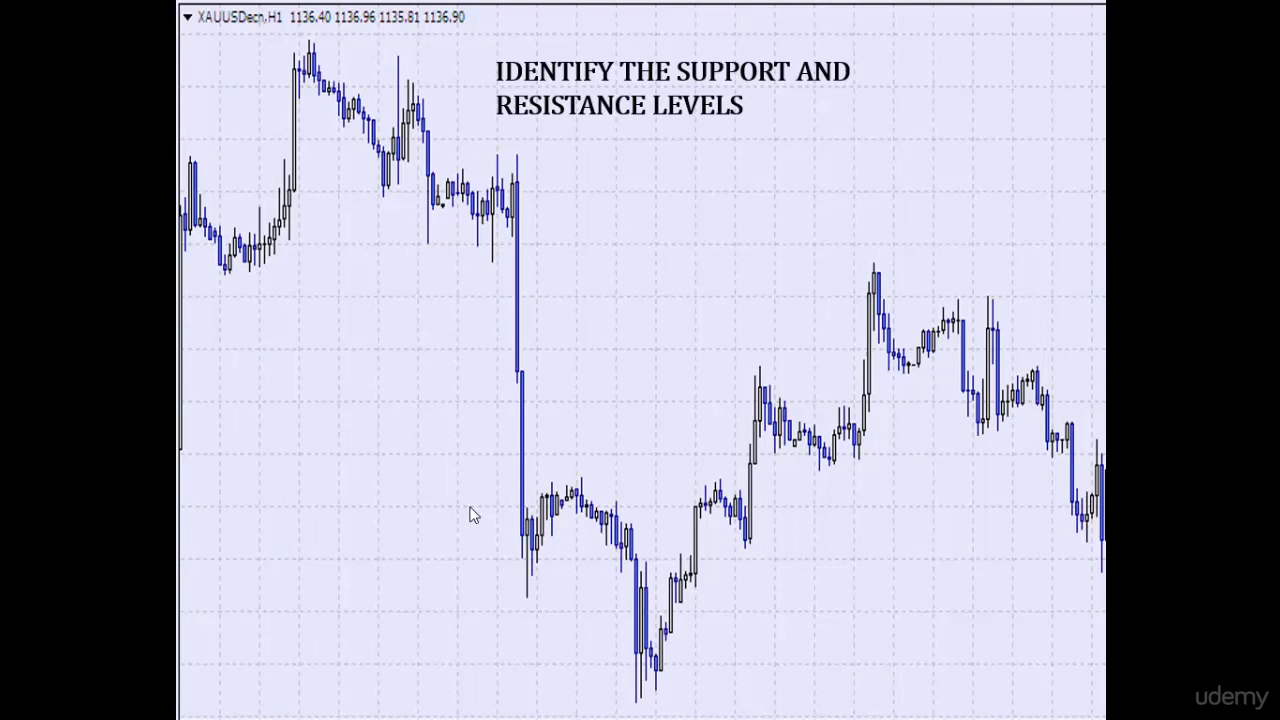 XAUUSDecn,H1 1136.40 1136.96 1135.81 1136.90
IDENTIFY THE SUPPORT AND
RESISTANCE LEVELS
udemy